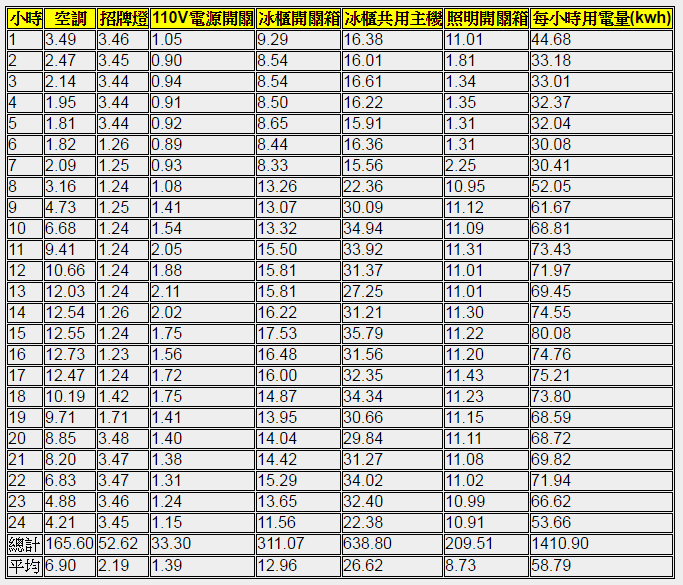 小時 空調 招牌燈 110V電源開關 冰櫃開關箱 冰櫃共用主機 照明開關箱 每小時用電量(kwh)
1 3.49 3.46 1.05 9.29 16.38 11.01 44.68
2 2.47 3.45 0.90 8.54 16.01 1.81 33.18
3 2.14 3.44 0.94 8.54 16.61 1.34 33.01
4 1.95 3.44 0.91 8.50 16.22 1.35 32.37
5 1.81 3.44 0.92 8.65 15.91 1.31 32.04
6 1.82 1.26 0.89 8.44 16.36 1.31 30.08
7 2.09 1.25 0.93 8.33 15.56 2.25 30.41
8 3.16 1.24 1.08 13.26 22.36 10.95 52.05
9 4.73 1.25 1.41 13.07 30.09 11.12 61.67
10 6.68 1.24 1.54 13.32 34.94 11.09 68.81
11 9.41 1.24 2.05 15.50 33.92 11.31 73.43
12 10.66 1.24 1.88 15.81 31.37 11.01 71.97
13 12.03 1.24 2.11 15.81 27.25 11.01 69.45
14 12.54 1.26 2.02 16.22 31.21 11.30 74.55
15 12.55 1.24 1.75 17.53 35.79 11.22 80.08
16 12.73 1.23 1.56 16.48 31.56 11.20 74.76
17 12.47 1.24 1.72 16.00 32.35 11.43 75.21
18 10.19 1.42 1.75 14.87 34.34 11.23 73.80
19 9.71 1.71 1.41 13.95 30.66 11.15 68.59
20 8.85 3.48 1.40 14.04 29.84 11.11 68.72
21 8.20 3.47 1.38 14.42 31.27 11.08 69.82
22 6.83 3.47 1.31 15.29 34.02 11.02 71.94
23 4.88 3.46 1.24 13.65 32.40 10.99 66.62
24 4.21 3.45 1.15 11.56 22.38 10.91 53.66
總計 165.60 52.62 33.30 311.07 638.80 209.51 1410.90
平均 6.90 2.19 1.39 12.96 26.62 8.73 58.79